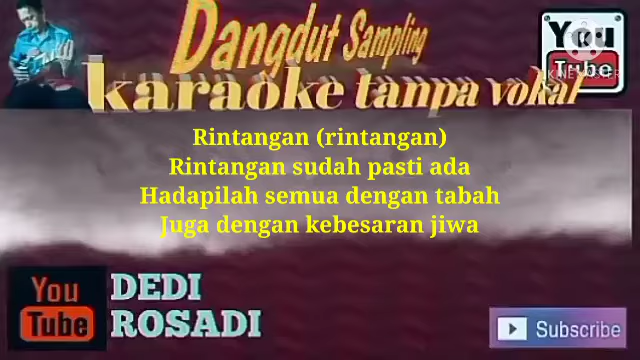 Dangdut Sampling
karaoke tanpa vokal
You
Tube
KINEMASTER
Rintangan (rintangan)
Rintangan sudah pasti ada
Hadapilah semua dengan tabah
Juga dengan kebesaran jiwa
You
Tube
DEDI
ROSADI
Subscribe